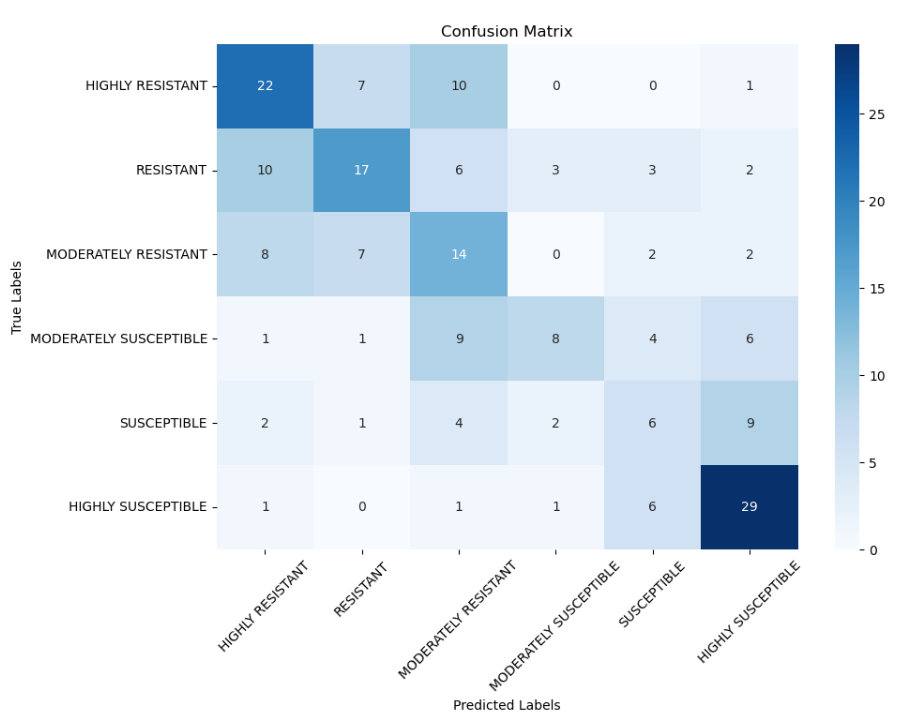 Confusion Matrix
True Labels
HIGHLY RESISTANT 22 7 10 0 0 1
RESISTANT 10 17 6 3 3 2
MODERATELY RESISTANT 8 7 14 0 2 2
MODERATELY SUSCEPTIBLE 1 1 9 8 4 6
SUSCEPTIBLE 2 1 4 2 6 9
HIGHLY SUSCEPTIBLE 1 0 1 1 6 29
HIGHLY RESISTANT
RESISTANT
MODERATELY RESISTANT
MODERATELY SUSCEPTIBLE
SUSCEPTIBLE
HIGHLY SUSCEPTIBLE
Predicted Labels
25
20
15
10
5
0